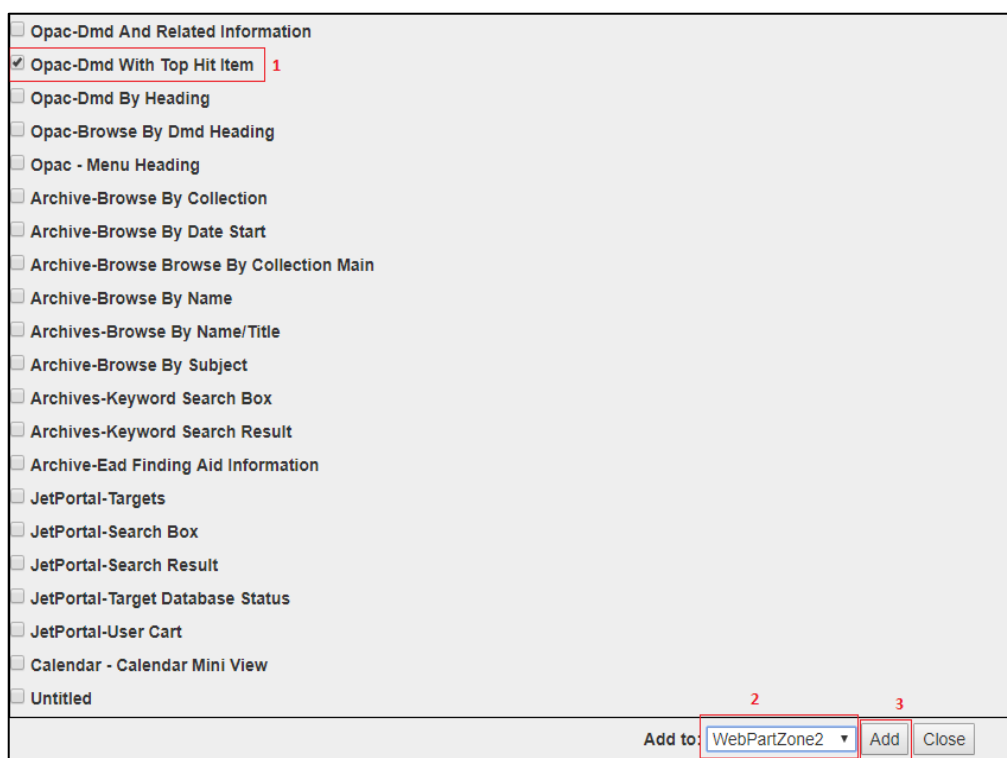 Opac-Dmd And Related Information
Opac-Dmd With Top Hit Item 1
Opac-Dmd By Heading
Opac-Browse By Dmd Heading
Opac - Menu Heading
Archive-Browse By Collection
Archive-Browse By Date Start
Archive-Browse Browse By Collection Main
Archive-Browse By Name
Archives-Browse By Name/Title
Archive-Browse By Subject
Archives-Keyword Search Box
Archives-Keyword Search Result
Archive-Ead Finding Aid Information
JetPortal-Targets
JetPortal-Search Box
JetPortal-Search Result
JetPortal-Target Database Status
JetPortal-User Cart
Calendar - Calendar Mini View
Untitled
2 3
Add to: WebPartZone2 Add Close